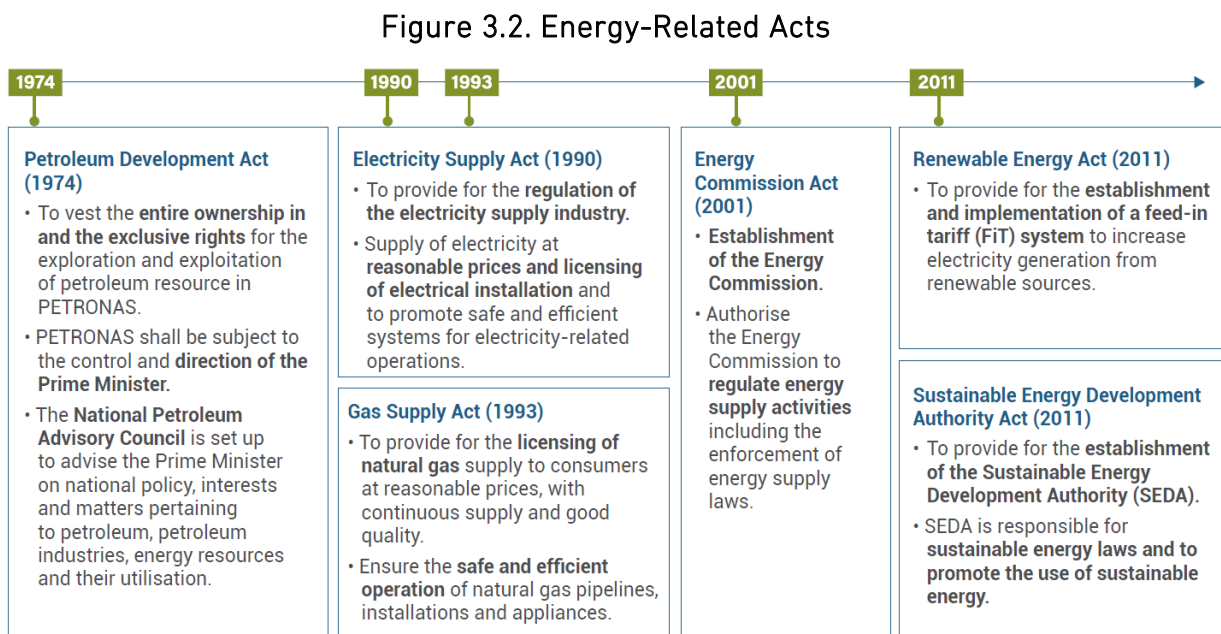 Figure 3.2. Energy-Related Acts
1974
1990
1993
2001
2011
Petroleum Development Act
(1974)
• To vest the entire ownership in
and the exclusive rights for the
exploration and exploitation
of petroleum resource in
PETRONAS.
• PETRONAS shall be subject to
the control and direction of the
Prime Minister.
• The National Petroleum
Advisory Council is set up
to advise the Prime Minister
on national policy, interests
and matters pertaining
to petroleum, petroleum
industries, energy resources
and their utilisation.
Electricity Supply Act (1990)
• To provide for the regulation of
the electricity supply industry.
• Supply of electricity at
reasonable prices and licensing
of electrical installation and
to promote safe and efficient
systems for electricity-related
operations.
Gas Supply Act (1993)
• To provide for the licensing of
natural gas supply to consumers
at reasonable prices, with
continuous supply and good
quality.
• Ensure the safe and efficient
operation of natural gas pipelines,
installations and appliances.
Energy
Commission Act
(2001)
• Establishment
of the Energy
Commission.
• Authorise
the Energy
Commission to
regulate energy
supply activities
including the
enforcement of
energy supply
laws.
Renewable Energy Act (2011)
• To provide for the establishment
and implementation of a feed-in
tariff (FiT) system to increase
electricity generation from
renewable sources.
Sustainable Energy Development
Authority Act (2011)
• To provide for the establishment
of the Sustainable Energy
Development Authority (SEDA).
• SEDA is responsible for
sustainable energy laws and to
promote the use of sustainable
energy.